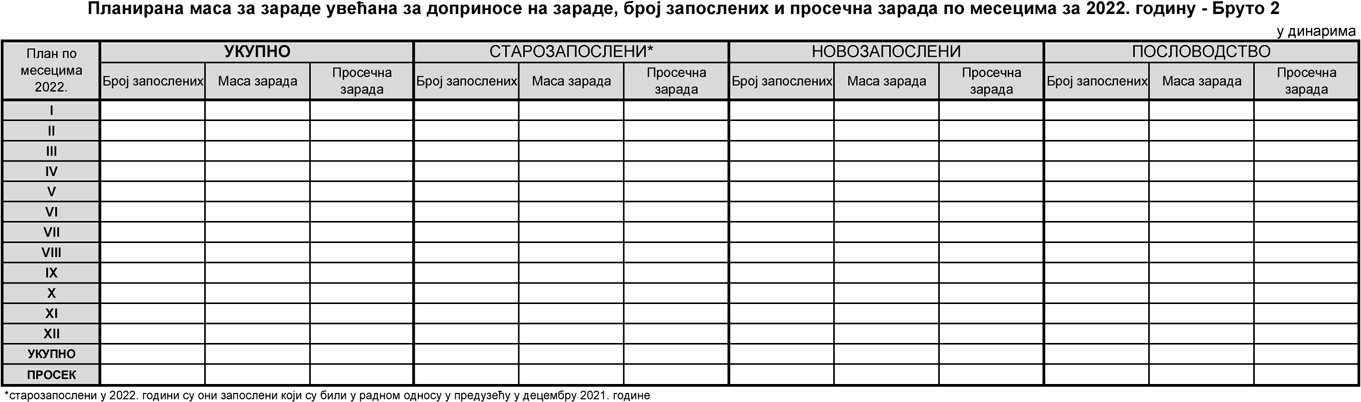 Планирана маса за зараде увећана за доприносе на зараде, број запослених и просечна зарада по месецима за 2022. годину - Бруто 2
у динарима
План по месецима 2022. УКУПНО СТАРОЗАПОСЛЕНИ* НОВОЗАПОСЛЕНИ ПОСЛОВОДСТВО
Број запослених Маса зарада Просечна зарада Број запослених Маса зарада Просечна зарада Број запослених Маса зарада Просечна зарада Број запослених Маса зарада Просечна зарада
I
II
III
IV
V
VI
VII
VIII
IX
X
XI
XII
УКУПНО
ПРОСЕК
*старозапослени у 2022. години су они запослени који су били у радном односу у предузећу у децембру 2021. године